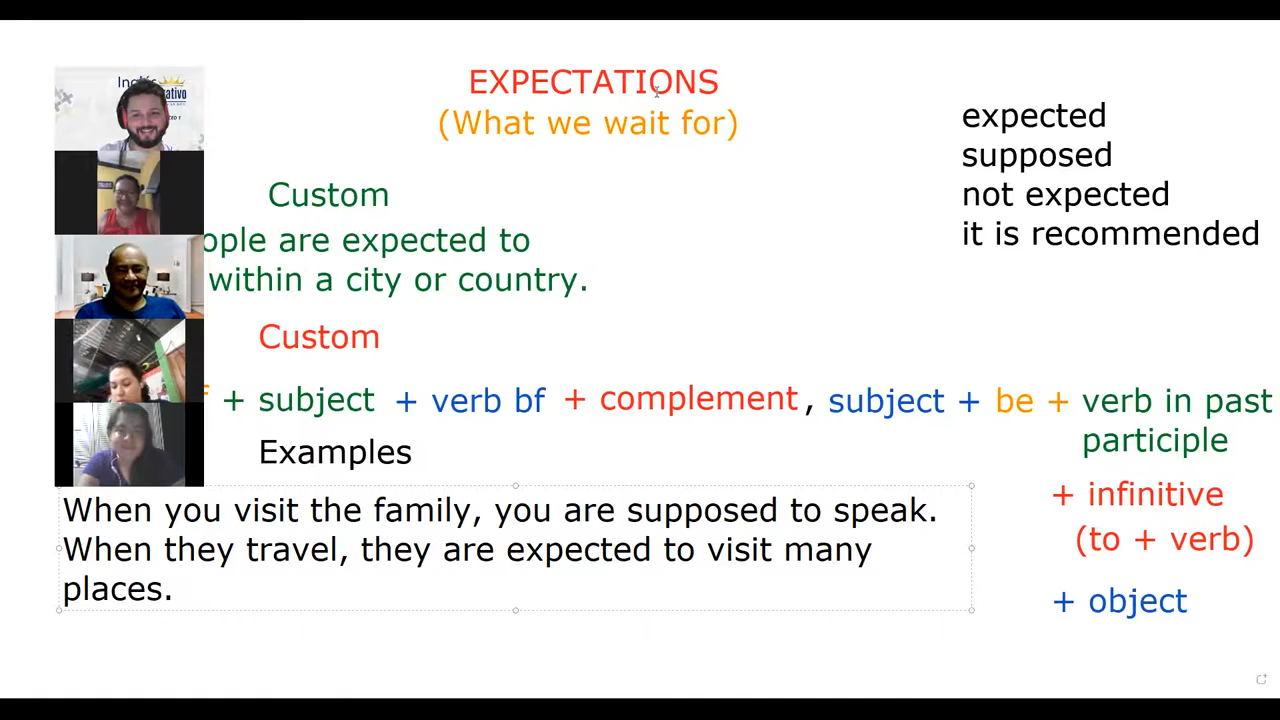 EXPECTATIONS
(What we wait for)
expected
supposed
not expected
it is recommended
Custom
are expected to
within a city or country.
Custom
+ subject + verb bf + complement , subject + be + verb in past
participle
Examples
+ infinitive
(to + verb)
+ object
When you visit the family, you are supposed to speak.
When they travel, they are expected to visit many
places.